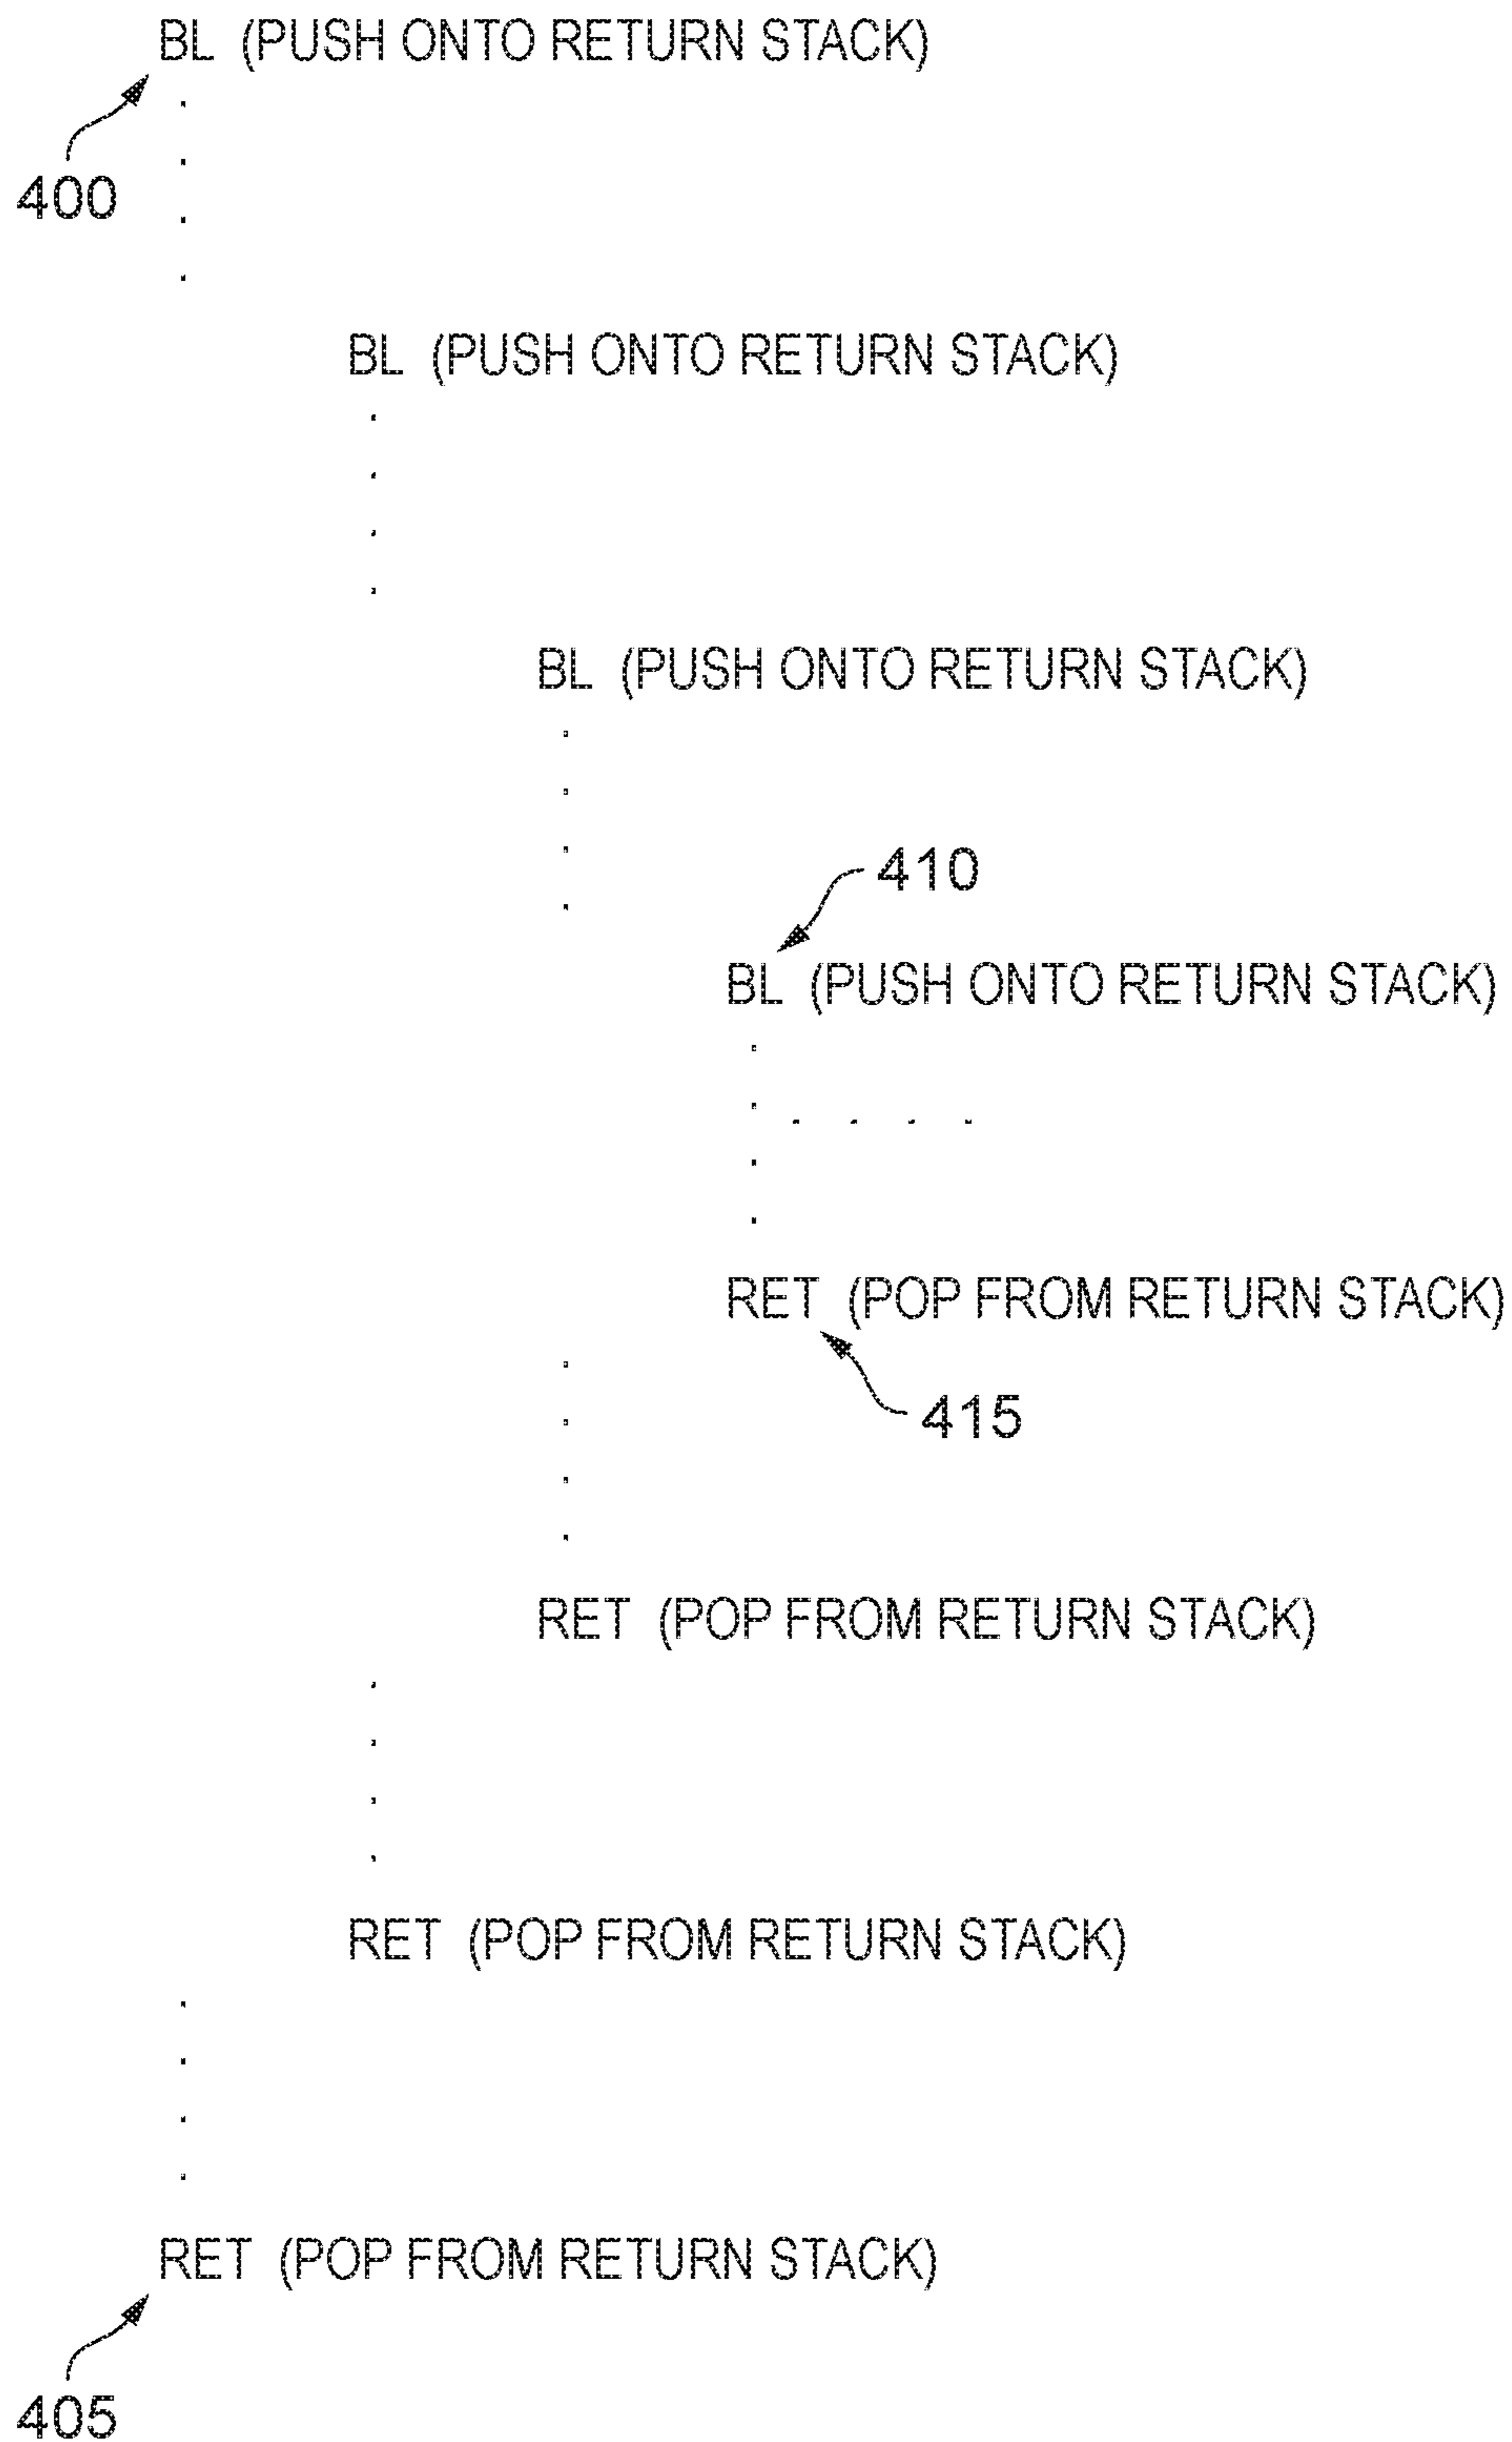 BL (PUSH ONTO RETURN STACK)
400
BL (PUSH ONTO RETURN STACK)
BL (PUSH ONTO RETURN STACK)
410
BL (PUSH ONTO RETURN STACK)
RET (POP FROM RETURN STACK)
415
RET (POP FROM RETURN STACK)
RET (POP FROM RETURN STACK)
RET (POP FROM RETURN STACK)
405